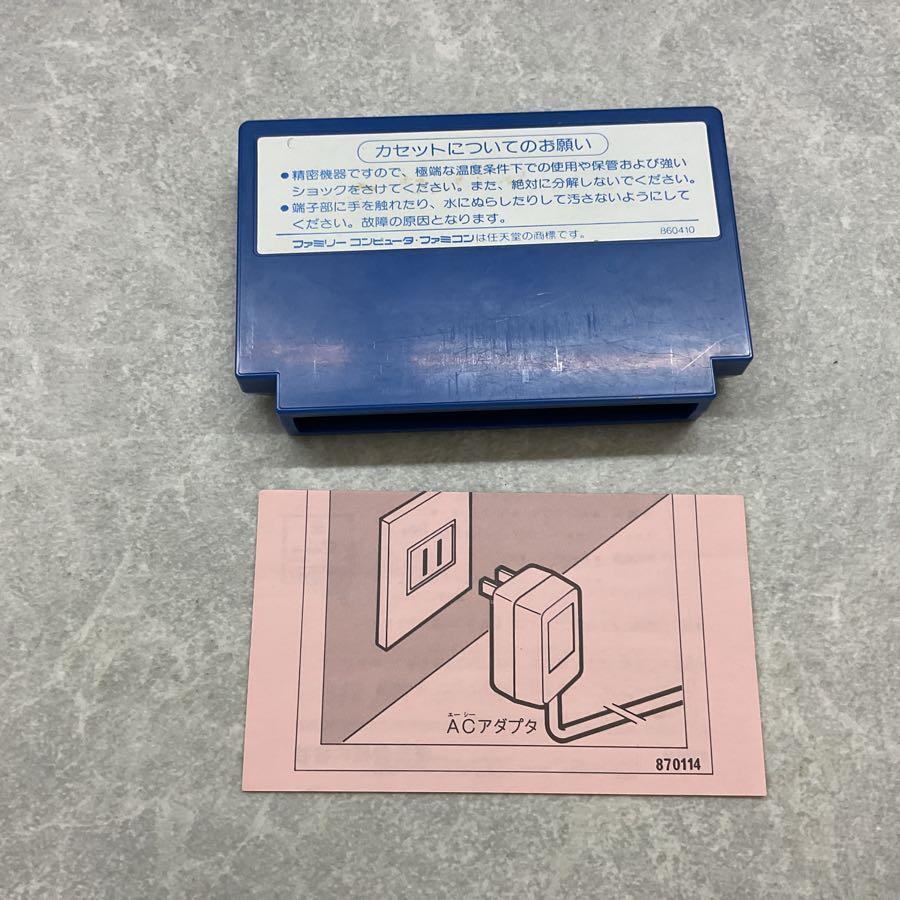 カセットについてのお願い
●精密機器ですので、極端な温度条件下での使用や保管および強い
ショックをさけてください。また、絶対に分解しないでください。
●端子部に手を触れたり、水にぬらしたりして汚さないようにして
ください。故障の原因となります。
ファミリー コンピュータ・ファミコンは任天堂の商標です。
860410
エー シー
ACアダプタ
870114